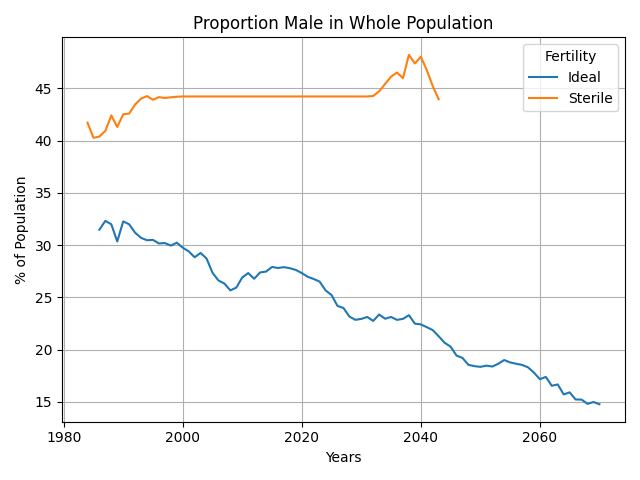 Proportion Male in Whole Population
Fertility
Ideal
Sterile
% of Population
45
40
35
30
25
20
15
1980
2000
2020
2040
2060
Years